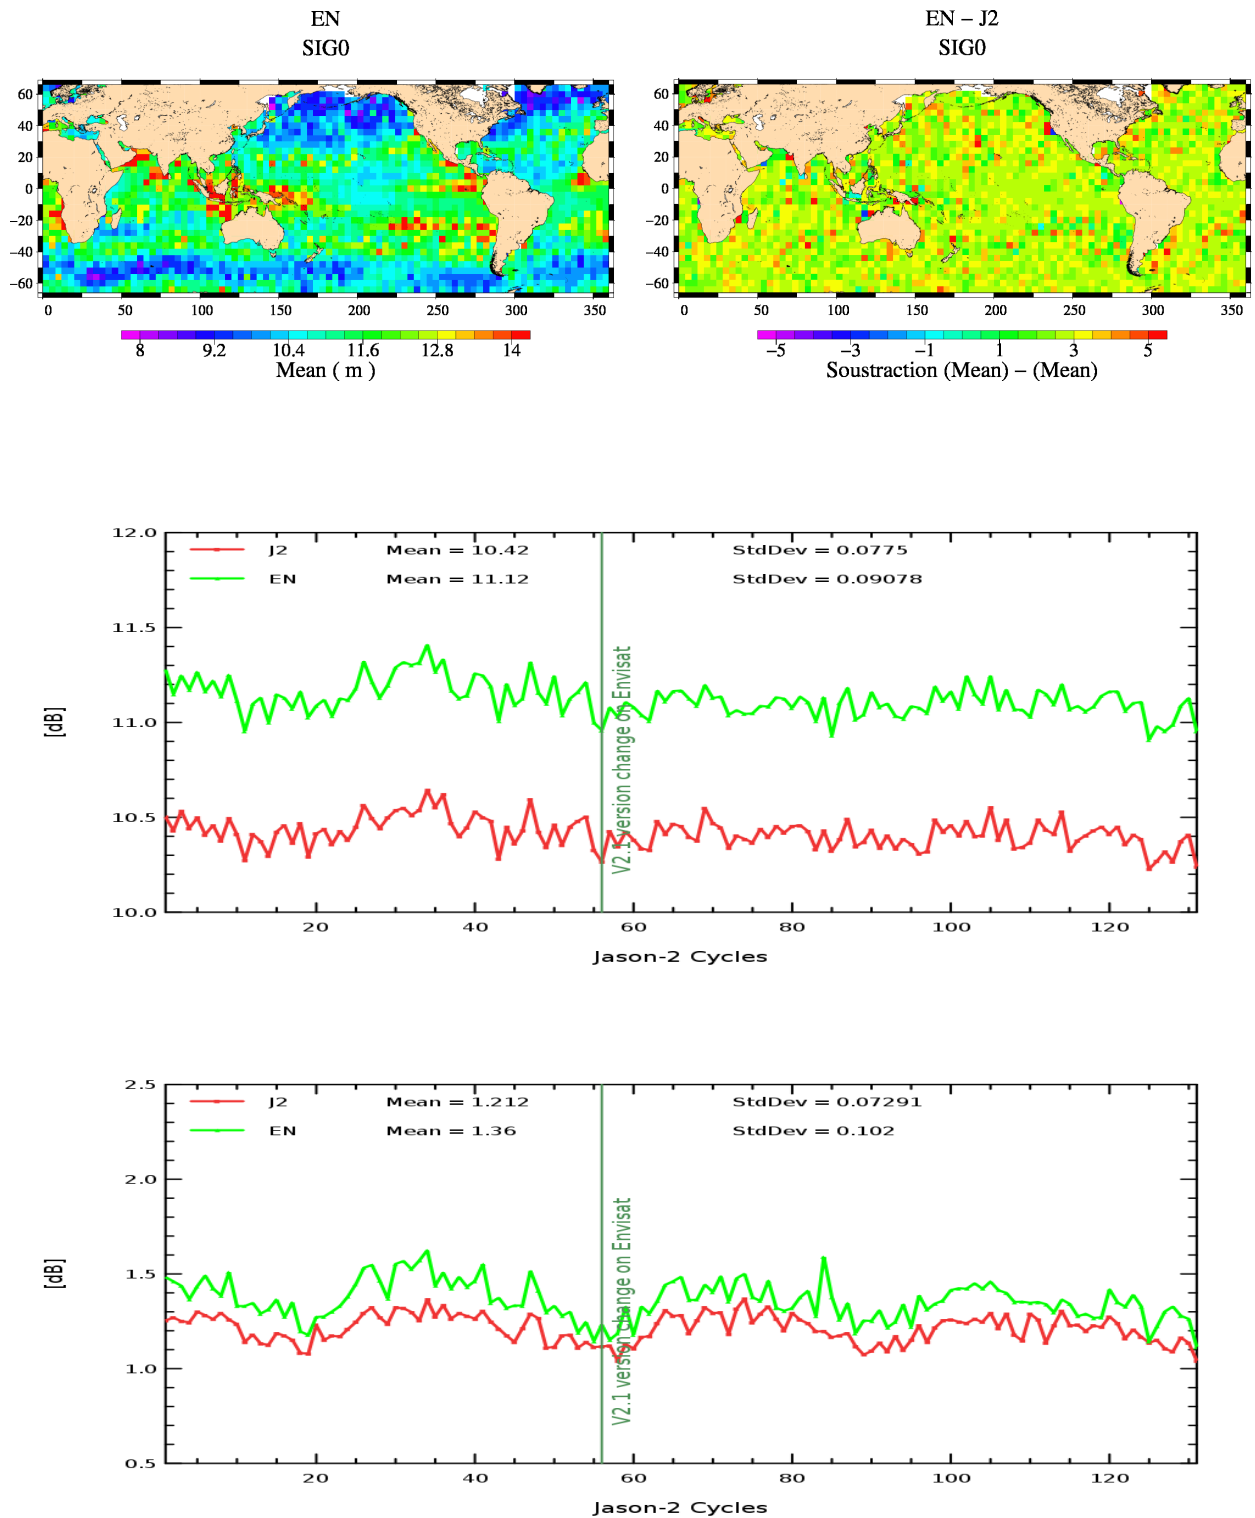 EN
SIG0
60
40
20
0
−20
−40
−60
0 50 100 150 200 250 300 350
8 9.2 10.4 11.6 12.8 14
Mean ( m )
EN − J2
SIG0
60
40
20
0
−20
−40
−60
0 50 100 150 200 250 300 350
−5 −3 −1 1 3 5
Soustraction (Mean) − (Mean)
12.0
11.5
11.0
10.5
10.0
[dB]
J2 Mean = 10.42 StdDev = 0.0775
EN Mean = 11.12 StdDev = 0.09078
V2.1 version change on Envisat
20 40 60 80 100 120
Jason-2 Cycles
2.5
2.0
1.5
1.0
0.5
[dB]
J2 Mean = 1.212 StdDev = 0.07291
EN Mean = 1.36 StdDev = 0.102
V2.1 version change on Envisat
20 40 60 80 100 120
Jason-2 Cycles